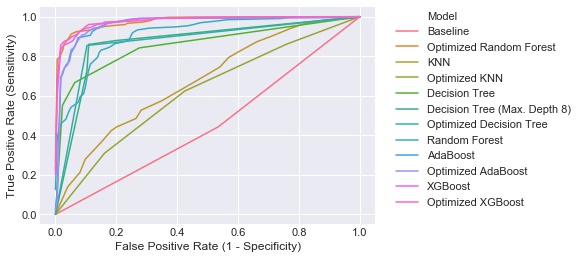 Model
Baseline
Optimized Random Forest
KNN
Optimized KNN
Decision Tree
Decision Tree (Max. Depth 8)
Optimized Decision Tree
Random Forest
AdaBoost
Optimized AdaBoost
XGBoost
Optimized XGBoost
True Positive Rate (Sensitivity)
1.0
0.8
0.6
0.4
0.2
0.0
0.0 0.2 0.4 0.6 0.8 1.0
False Positive Rate (1 - Specificity)